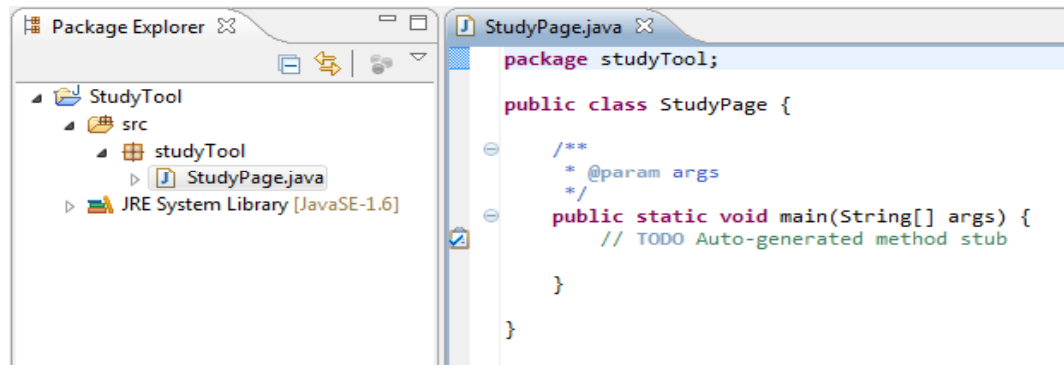 Package Explorer
StudyTool
src
studyTool
StudyPage.java
JRE System Library [JavaSE-1.6]
StudyPage.java
package studyTool;
public class StudyPage {
/**
* @param args
*/
public static void main(String[] args) {
// TODO Auto-generated method stub
}
}